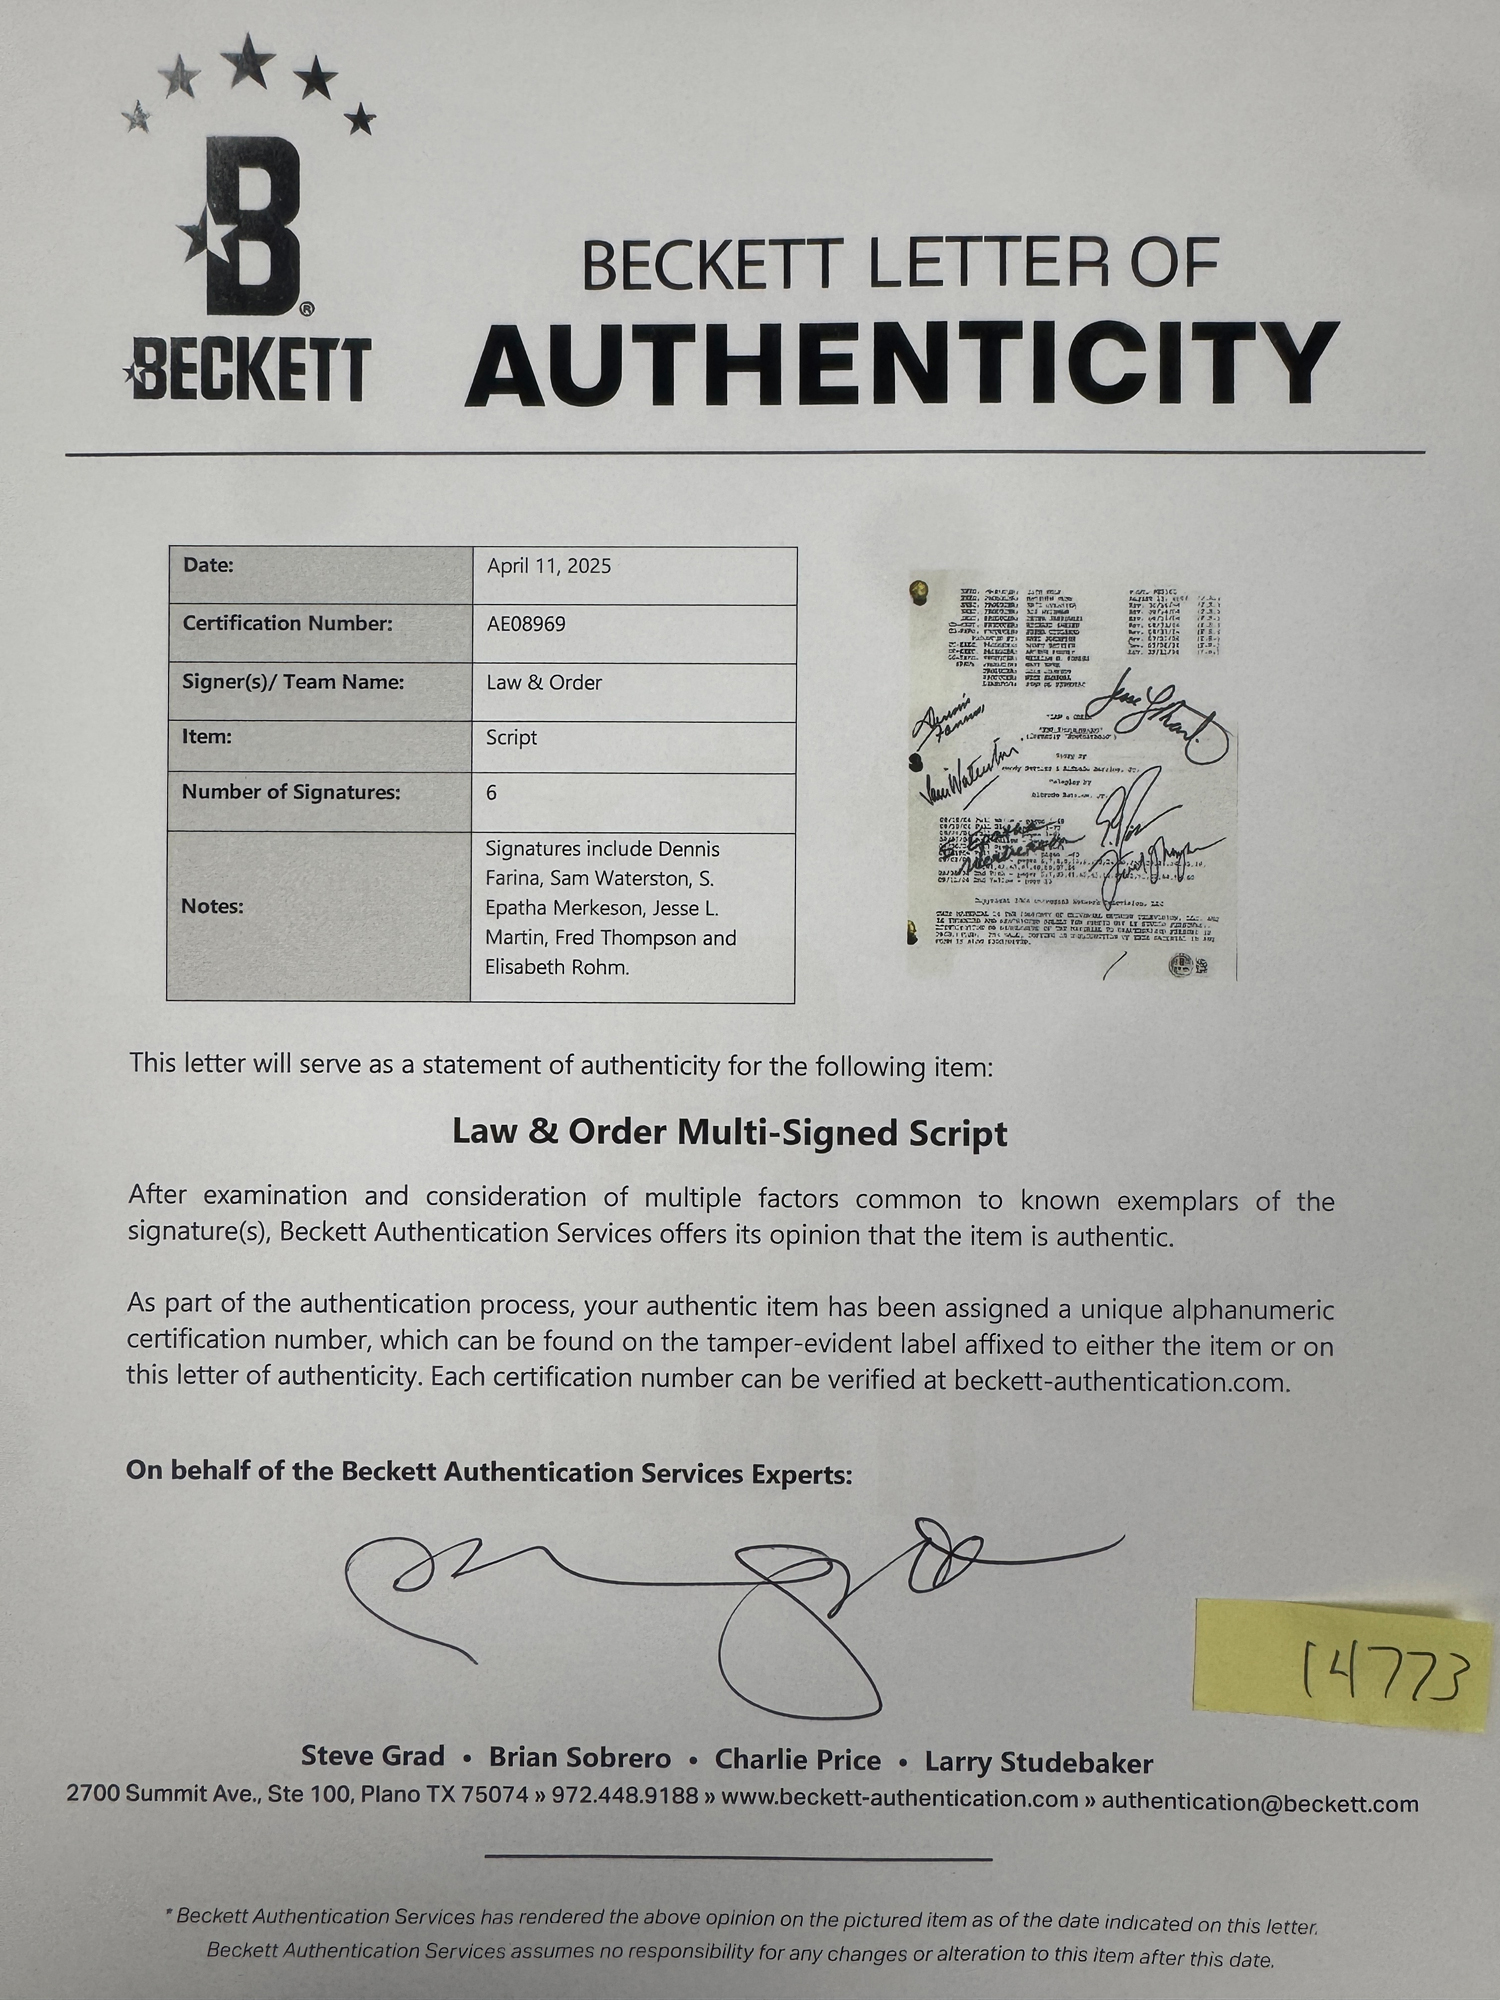 B®
BECKETT
BECKETT LETTER OF
AUTHENTICITY
Date: April 11, 2025
Certification Number: AE08969
Signer(s)/ Team Name: Law & Order
Item: Script
Number of Signatures: 6
Notes: Signatures include Dennis
Farina, Sam Waterston, S.
Epatha Merkeson, Jesse L.
Martin, Fred Thompson and
Elisabeth Rohm.
Dennis
Farina
Sam Waterston
Story by
Teleplay by
This letter will serve as a statement of authenticity for the following item:
Law & Order Multi-Signed Script
After examination and consideration of multiple factors common to known exemplars of the
signature(s), Beckett Authentication Services offers its opinion that the item is authentic.
As part of the authentication process, your authentic item has been assigned a unique alphanumeric
certification number, which can be found on the tamper-evident label affixed to either the item or on
this letter of authenticity. Each certification number can be verified at beckett-authentication.com.
On behalf of the Beckett Authentication Services Experts:
14773
Steve Grad • Brian Sobrero • Charlie Price • Larry Studebaker
2700 Summit Ave., Ste 100, Plano TX 75074 » 972.448.9188 » www.beckett-authentication.com » authentication@beckett.com
* Beckett Authentication Services has rendered the above opinion on the pictured item as of the date indicated on this letter.
Beckett Authentication Services assumes no responsibility for any changes or alteration to this item after this date.